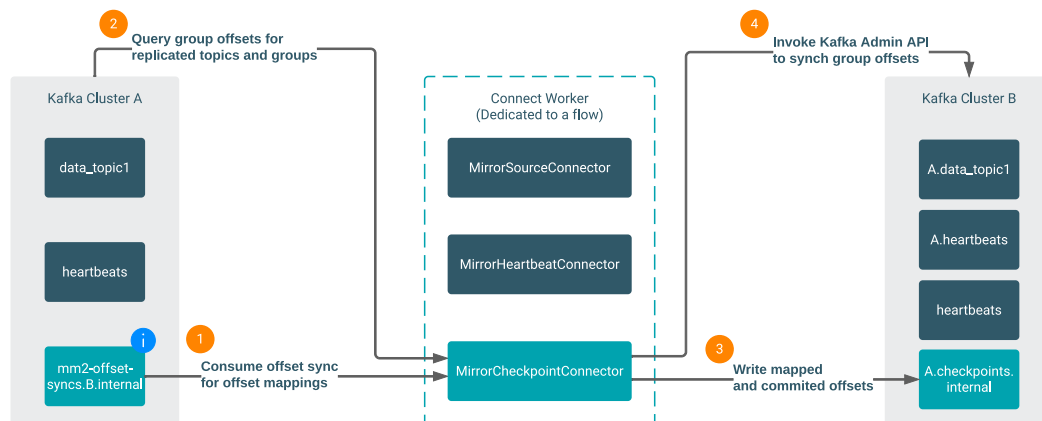 2
Query group offsets for
replicated topics and groups
4
Invoke Kafka Admin API
to synch group offsets
Kafka Cluster A
data_topic1
heartbeats
i
mm2-offset-
syncs.B.internal
1
Consume offset sync
for offset mappings
Connect Worker
(Dedicated to a flow)
MirrorSourceConnector
MirrorHeartbeatConnector
MirrorCheckpointConnector
3
Write mapped
and commited offsets
Kafka Cluster B
A.data_topic1
A.heartbeats
heartbeats
A.checkpoints.
internal